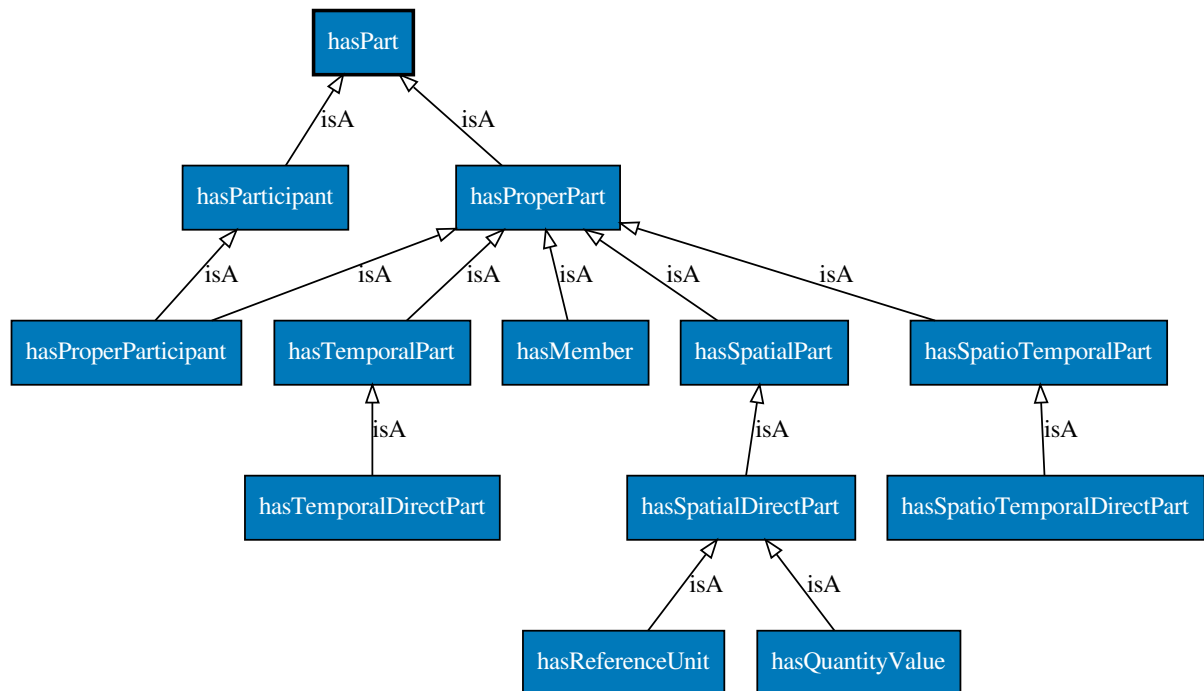 hasPart
isA
isA
hasParticipant
hasProperPart
isA
isA
isA
isA
isA
isA
hasProperParticipant
hasTemporalPart
hasMember
hasSpatialPart
hasSpatioTemporalPart
isA
isA
isA
hasTemporalDirectPart
hasSpatialDirectPart
hasSpatioTemporalDirectPart
isA
isA
hasReferenceUnit
hasQuantityValue